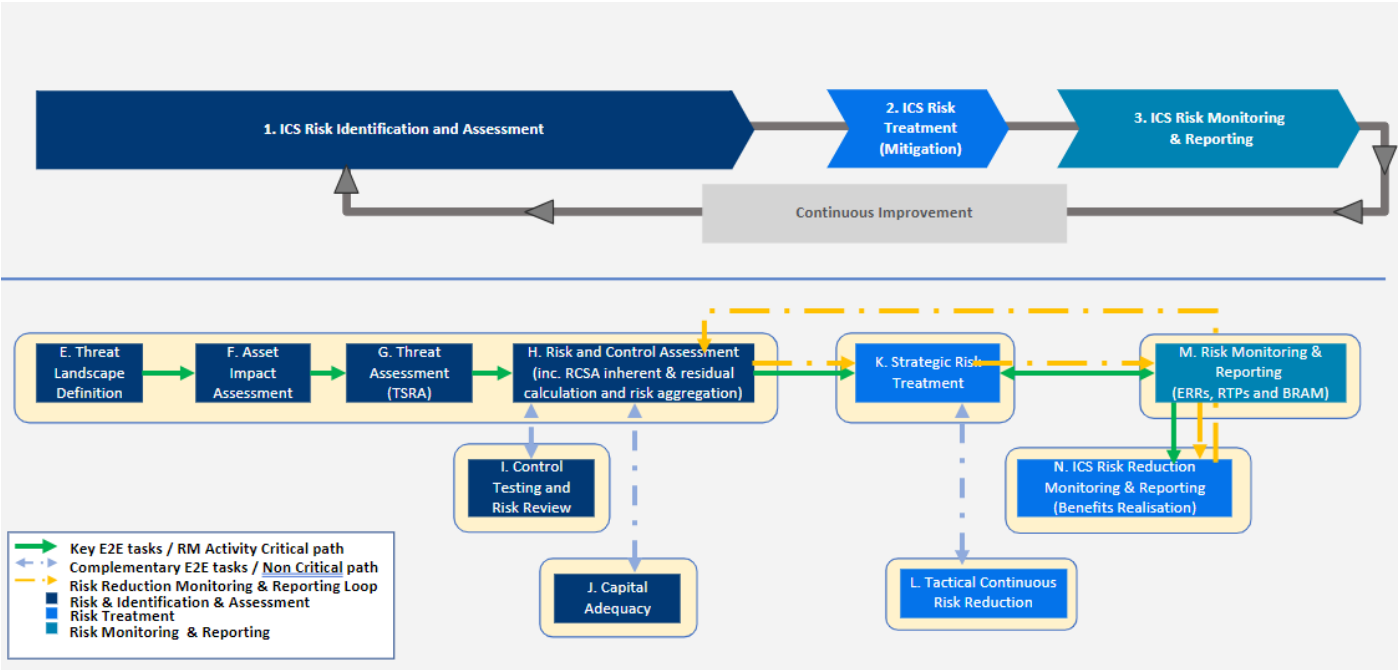 1. ICS Risk Identification and Assessment
2. ICS Risk
Treatment
(Mitigation)
3. ICS Risk Monitoring
& Reporting
Continuous Improvement
E. Threat
Landscape
Definition
F. Asset
Impact
Assessment
G. Threat
Assessment
(TSRA)
H. Risk and Control Assessment
(inc. RCSA inherent & residual
calculation and risk aggregation)
K. Strategic Risk
Treatment
M. Risk Monitoring &
Reporting
(ERRs, RTPs and BRAM)
I. Control
Testing and
Risk Review
N. ICS Risk Reduction
Monitoring & Reporting
(Benefits Realisation)
J. Capital
Adequacy
L. Tactical Continuous
Risk Reduction
Key E2E tasks / RM Activity Critical path
Complementary E2E tasks / Non Critical path
Risk Reduction Monitoring & Reporting Loop
Risk & Identification & Assessment
Risk Treatment
Risk Monitoring & Reporting